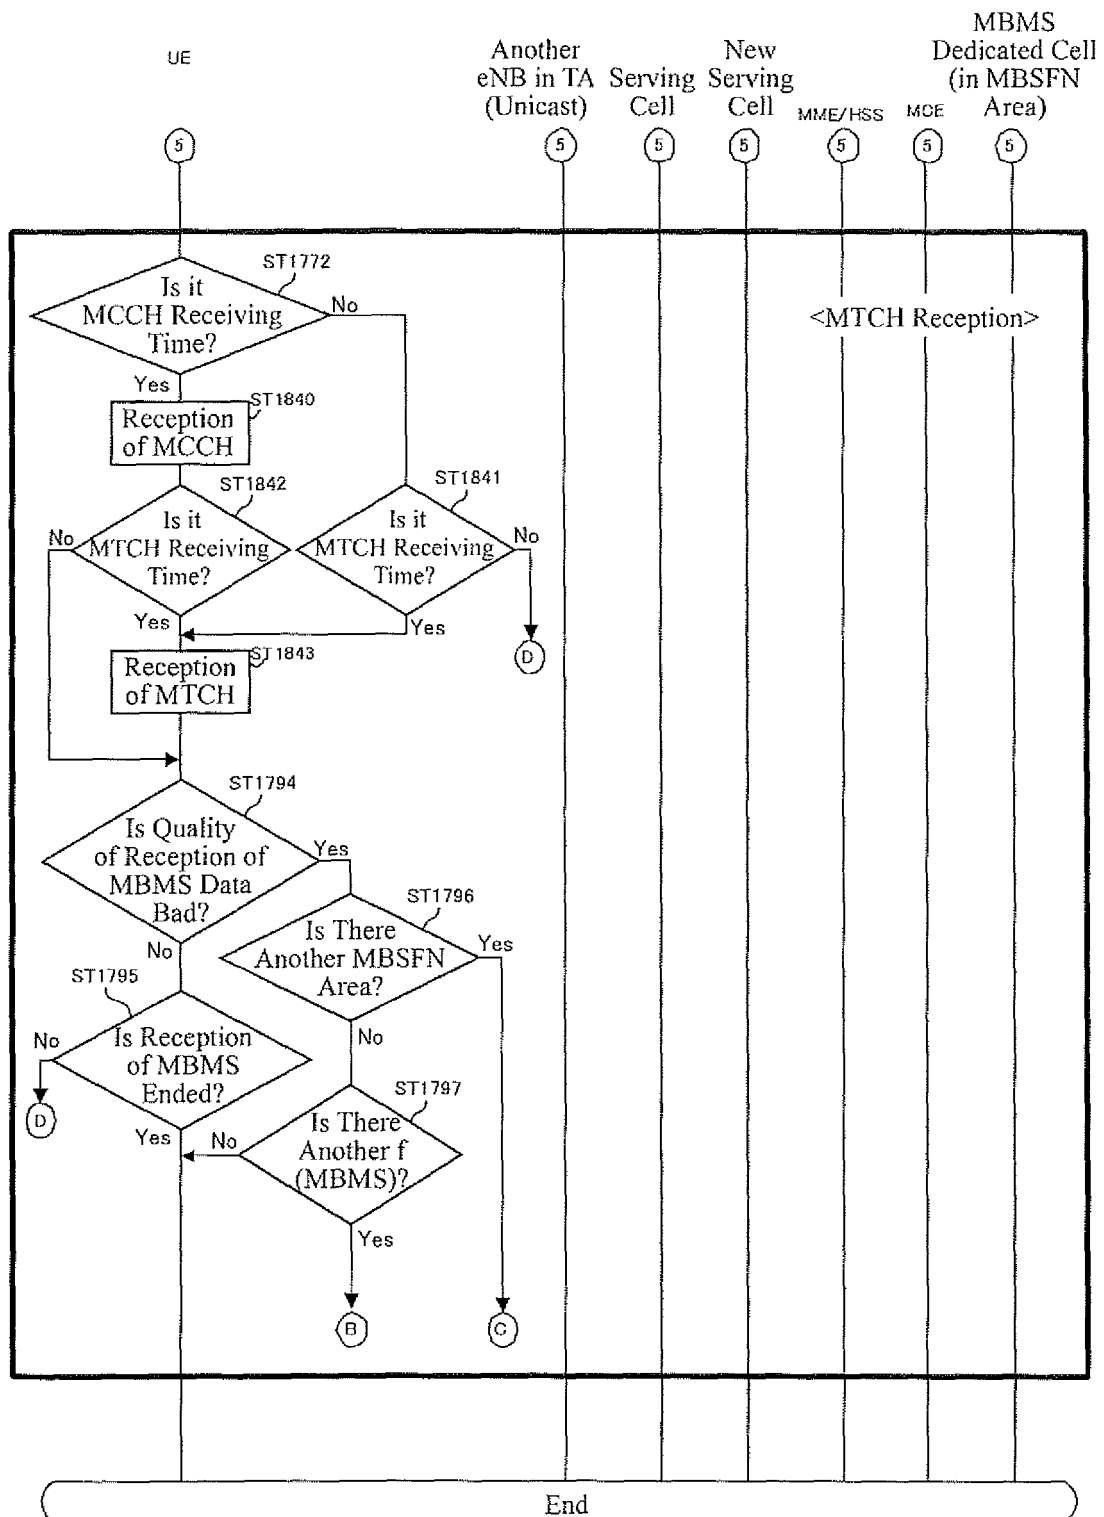 UE
Another
eNB in TA
(Unicast)
Serving
Cell
New
Serving
Cell
MME/HSS
MCE
MBMS
Dedicated Cell
(in MBSFN
Area)
5
5
5
5
5
5
5
<MTCH Reception>
ST1772
Is it
MCCH Receiving
Time?
No
Yes
ST1840
Reception
of MCCH
ST1842
Is it
MTCH Receiving
Time?
No
Yes
ST1841
Is it
MTCH Receiving
Time?
No
Yes
D
ST1843
Reception
of MTCH
ST1794
Is Quality
of Reception of
MBMS Data
Bad?
Yes
No
ST1796
Is There
Another MBSFN
Area?
Yes
No
ST1795
Is Reception
of MBMS
Ended?
No
D
Yes
ST1797
Is There
Another f
(MBMS)?
No
Yes
B
C
End